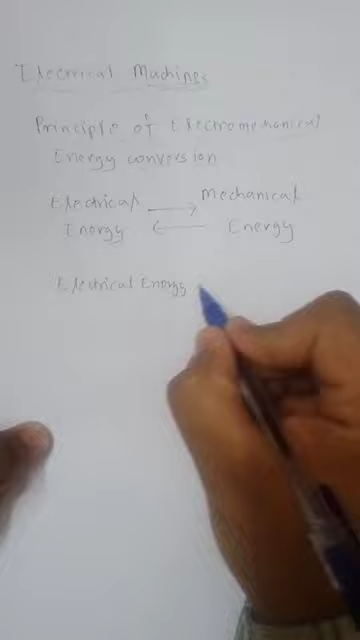 Electrical Machines
Principle of Electromechanical
Energy conversion
Electrical → Mechanical
Energy ← Energy
Electrical Energy